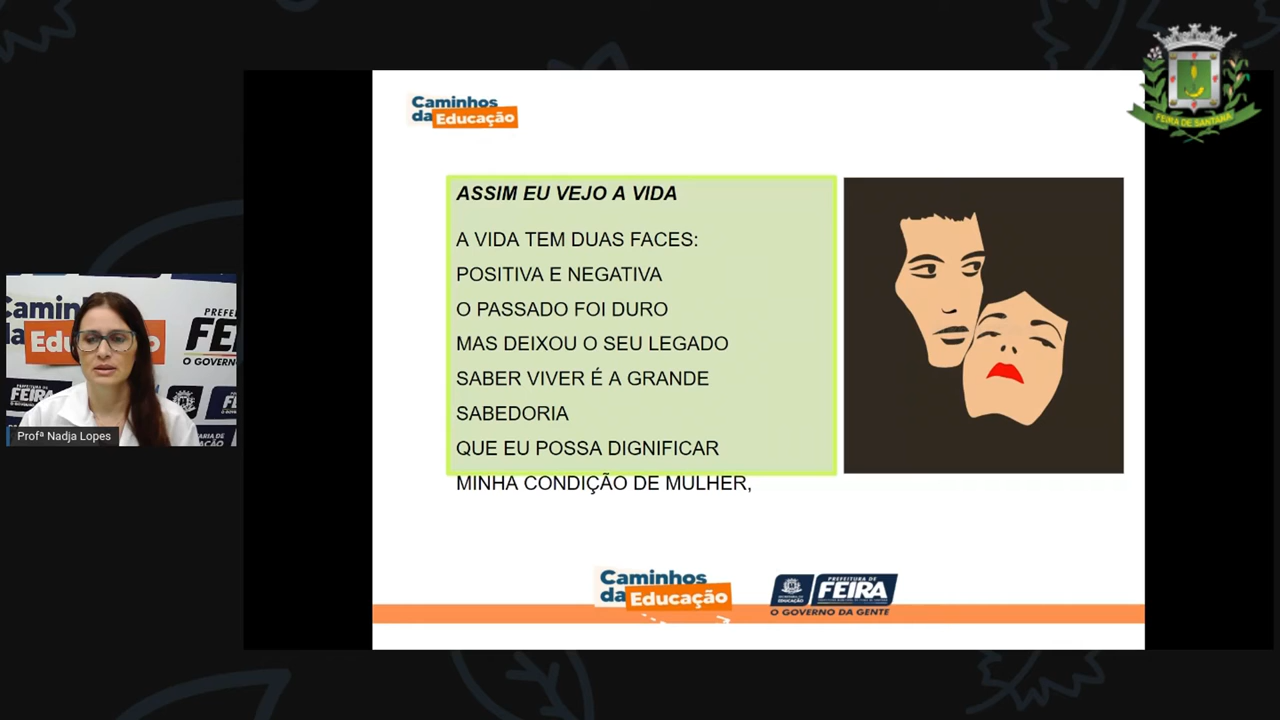 FEIRA DE SANTANA
Caminhos
da Educação
ASSIM EU VEJO A VIDA
A VIDA TEM DUAS FACES:
POSITIVA E NEGATIVA
O PASSADO FOI DURO
MAS DEIXOU O SEU LEGADO
SABER VIVER É A GRANDE
SABEDORIA
QUE EU POSSA DIGNIFICAR
MINHA CONDIÇÃO DE MULHER,
Profª Nadja Lopes
Caminhos
da Educação
PREFEITURA DE
FEIRA
O GOVERNO DA GENTE